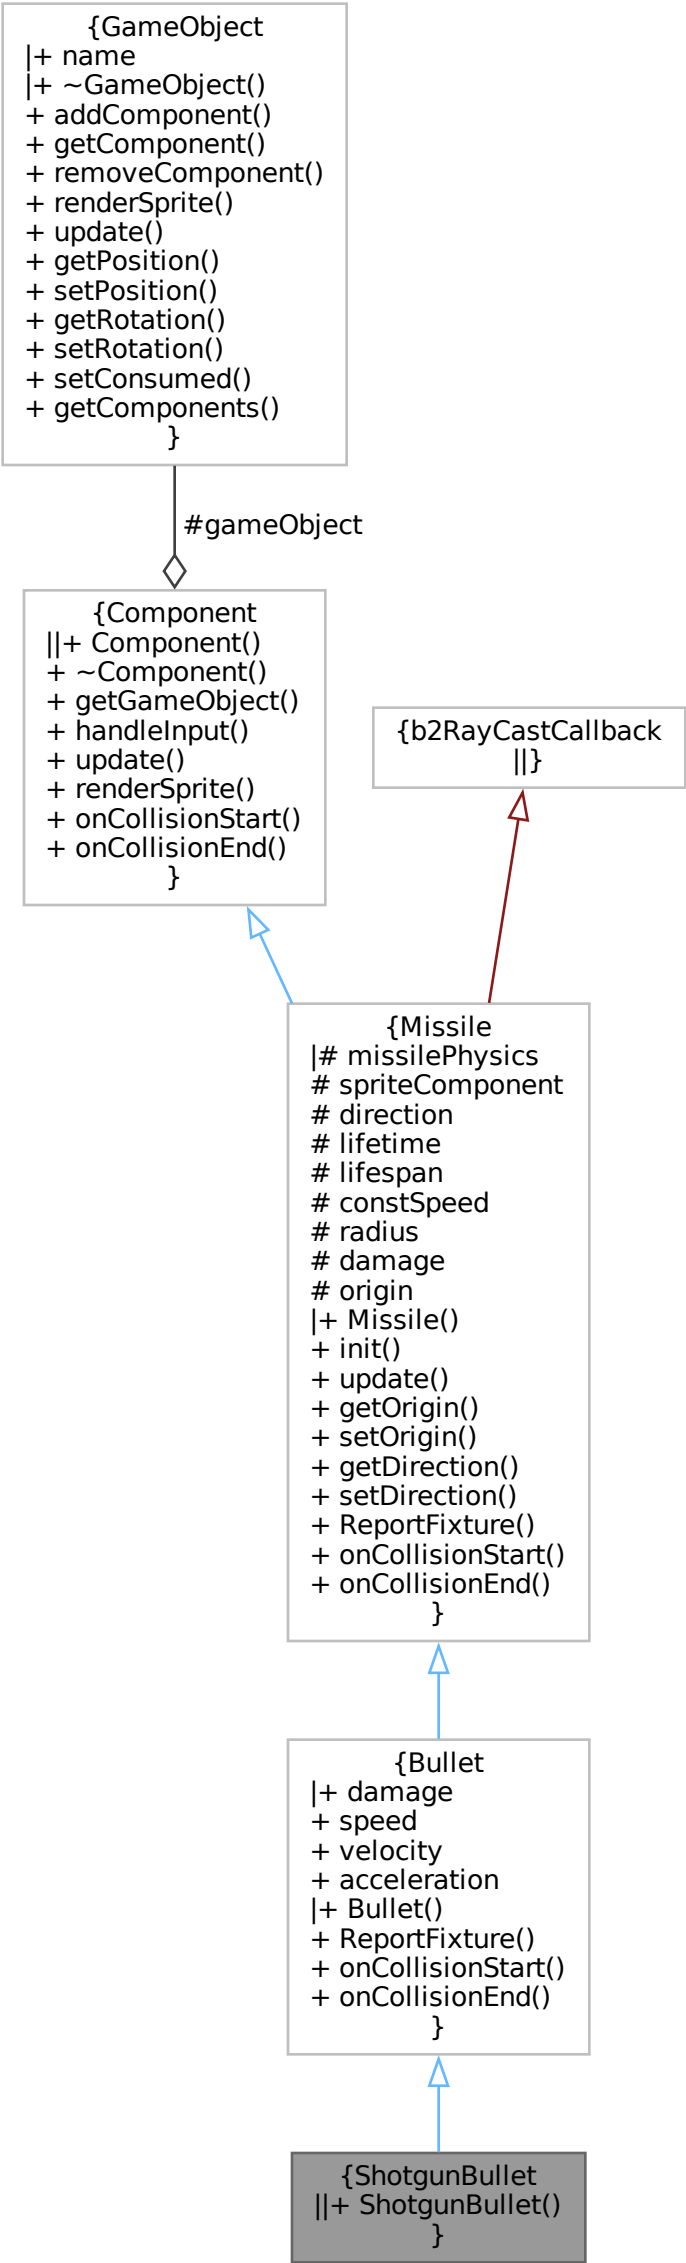 {GameObject
|+ name
|+ ~GameObject()
+ addComponent()
+ getComponent()
+ removeComponent()
+ renderSprite()
+ update()
+ getPosition()
+ setPosition()
+ getRotation()
+ setRotation()
+ setConsumed()
+ getComponents()
}
#gameObject
{Component
||+ Component()
+ ~Component()
+ getGameObject()
+ handleInput()
+ update()
+ renderSprite()
+ onCollisionStart()
+ onCollisionEnd()
}
{b2RayCastCallback
||}
{Missile
|# missilePhysics
# spriteComponent
# direction
# lifetime
# lifespan
# constSpeed
# radius
# damage
# origin
|+ Missile()
+ init()
+ update()
+ getOrigin()
+ setOrigin()
+ getDirection()
+ setDirection()
+ ReportFixture()
+ onCollisionStart()
+ onCollisionEnd()
}
{Bullet
|+ damage
+ speed
+ velocity
+ acceleration
|+ Bullet()
+ ReportFixture()
+ onCollisionStart()
+ onCollisionEnd()
}
{ShotgunBullet
||+ ShotgunBullet()
}